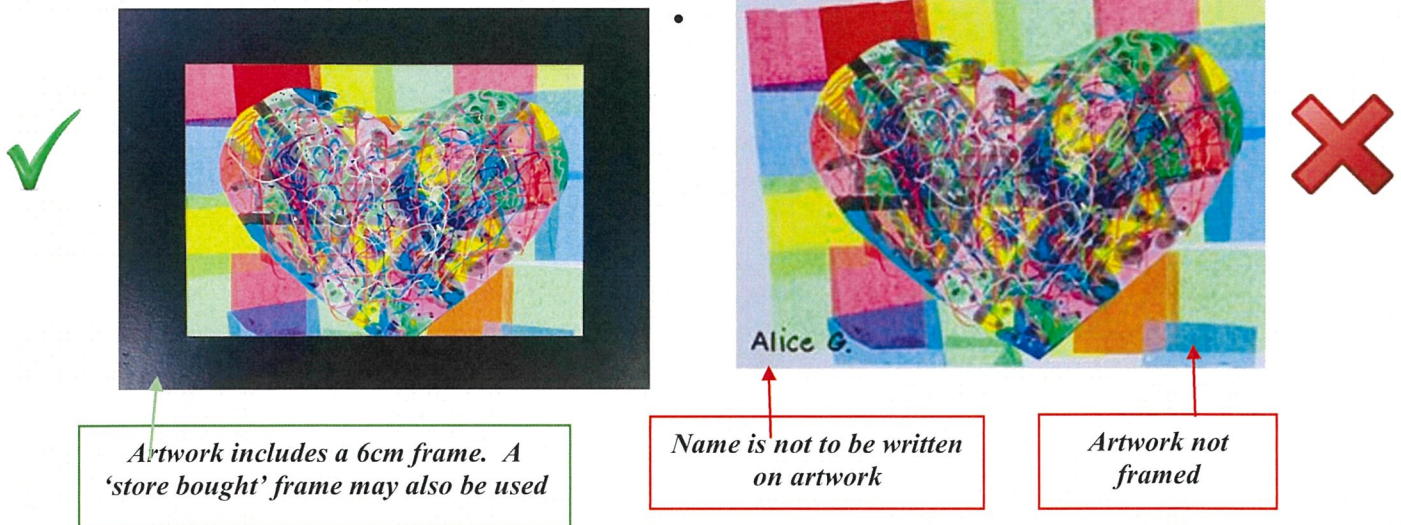 Alice G.
Artwork includes a 6cm frame.  A
‘store bought’ frame may also be used
Name is not to be written
on artwork
Artwork not
framed